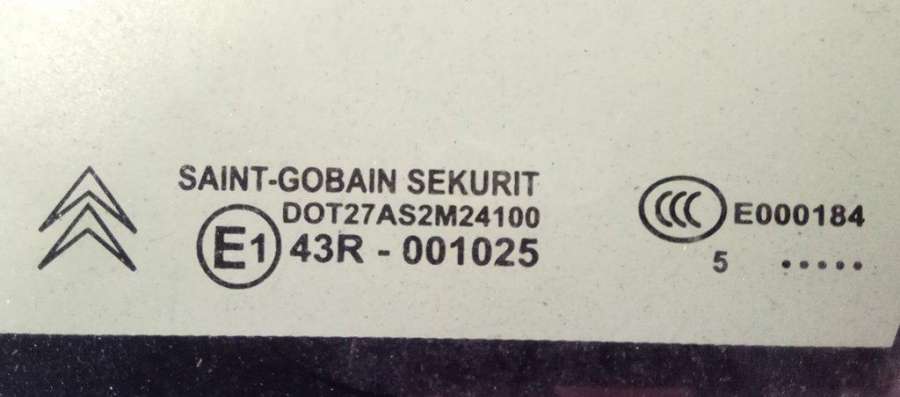 SAINT-GOBAIN SEKURIT
DOT27AS2M24100
E1 43R - 001025
CCC E000184
5 .....